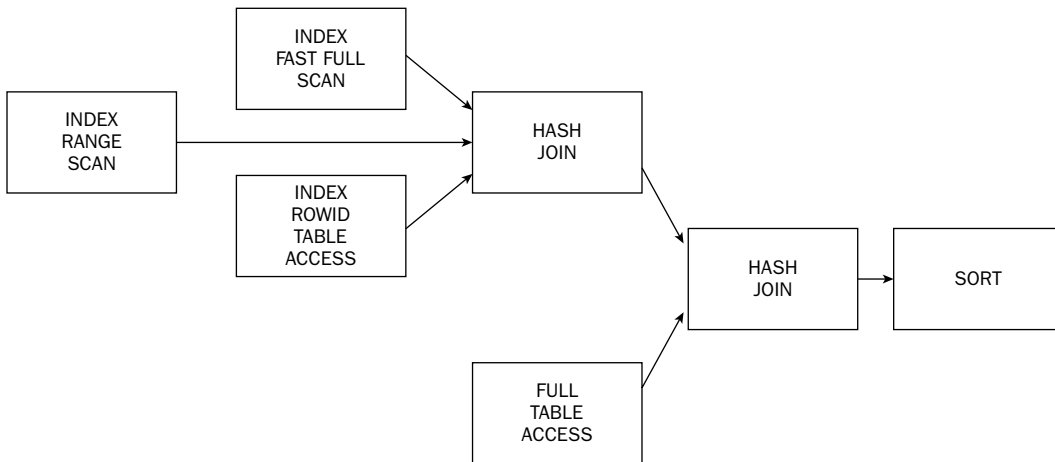 INDEX
FAST FULL
SCAN
INDEX
RANGE
SCAN
HASH
JOIN
INDEX
ROWID
TABLE
ACCESS
HASH
JOIN
SORT
FULL
TABLE
ACCESS